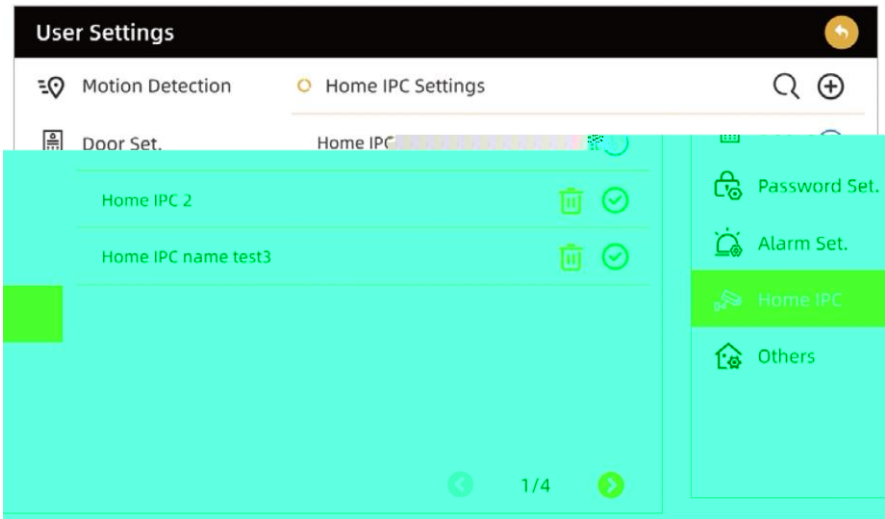 User Settings
Motion Detection
Home IPC Settings
Door Set.
Home IPC
Home IPC 2
Password Set.
Home IPC name test3
Alarm Set.
Home IPC
Others
1/4